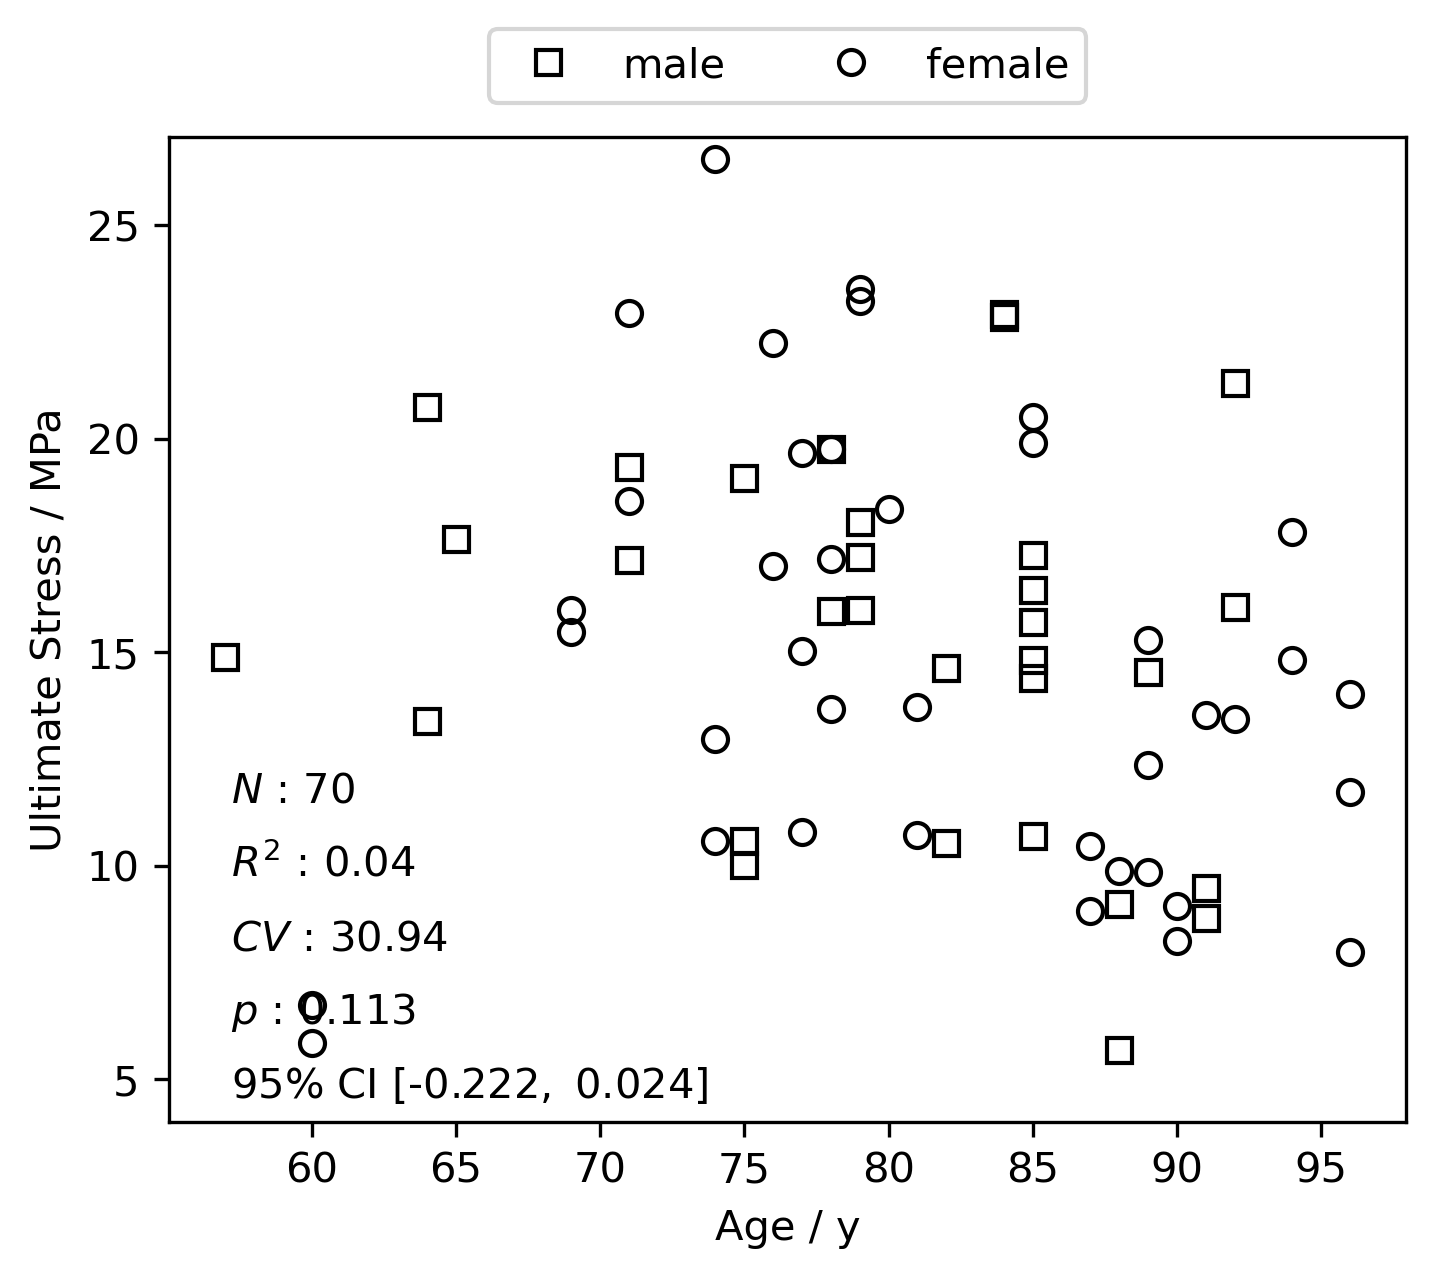 male female
Ultimate Stress / MPa
25
20
15
10
5
N : 70
R² : 0.04
CV : 30.94
p : 0.113
95% CI [-0.222, 0.024]
60 65 70 75 80 85 90 95
Age / y